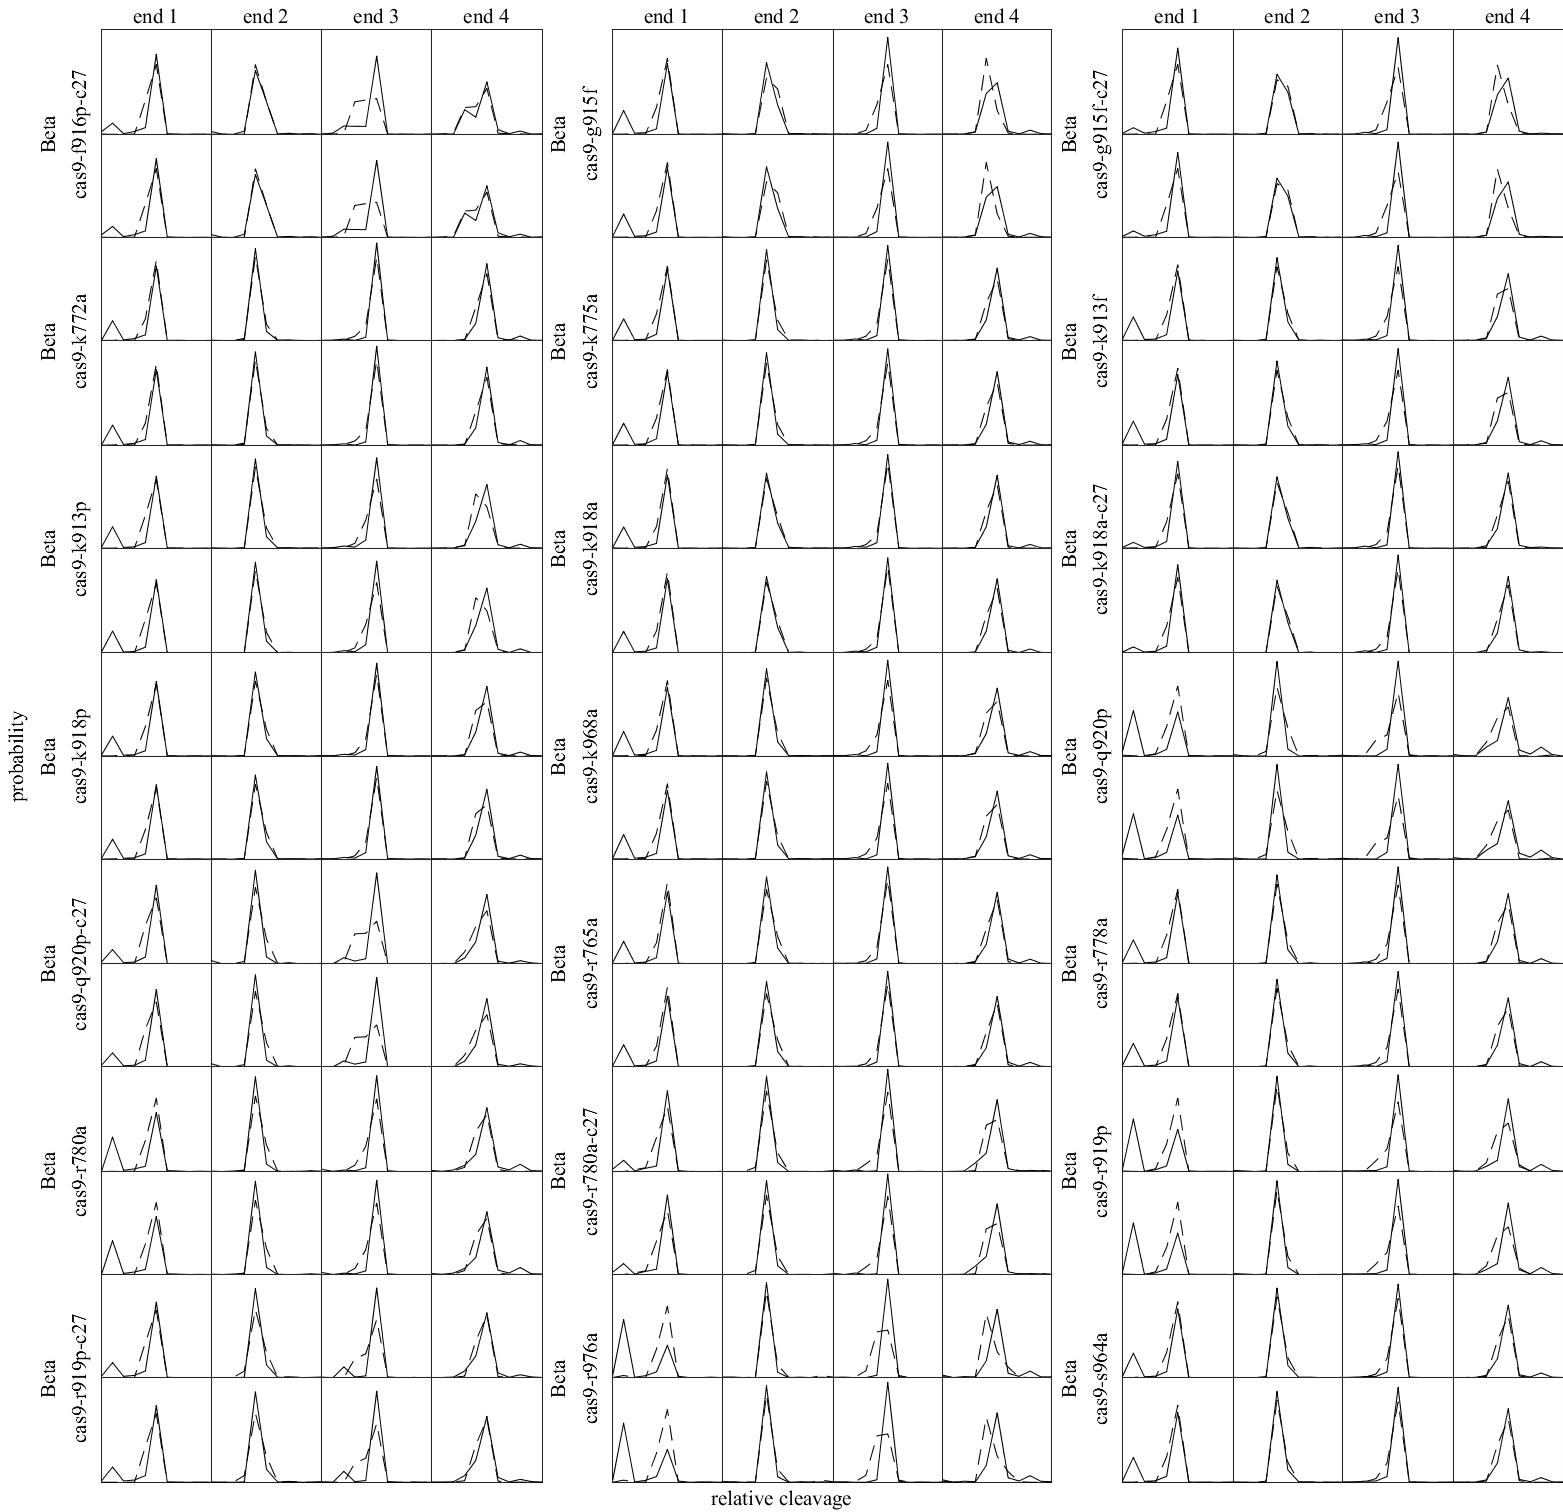 end 1 end 2 end 3 end 4 end 1 end 2 end 3 end 4 end 1 end 2 end 3 end 4
probability
Beta
cas9-f916p-c27
Beta
cas9-g915f
Beta
cas9-g915f-c27
Beta
cas9-k772a
Beta
cas9-k775a
Beta
cas9-k913f
Beta
cas9-k913p
Beta
cas9-k918a
Beta
cas9-k918a-c27
Beta
cas9-k918p
Beta
cas9-k968a
Beta
cas9-q920p
Beta
cas9-q920p-c27
Beta
cas9-r765a
Beta
cas9-r778a
Beta
cas9-r780a
Beta
cas9-r780a-c27
Beta
cas9-r919p
Beta
cas9-r919p-c27
Beta
cas9-r976a
Beta
cas9-s964a
relative cleavage